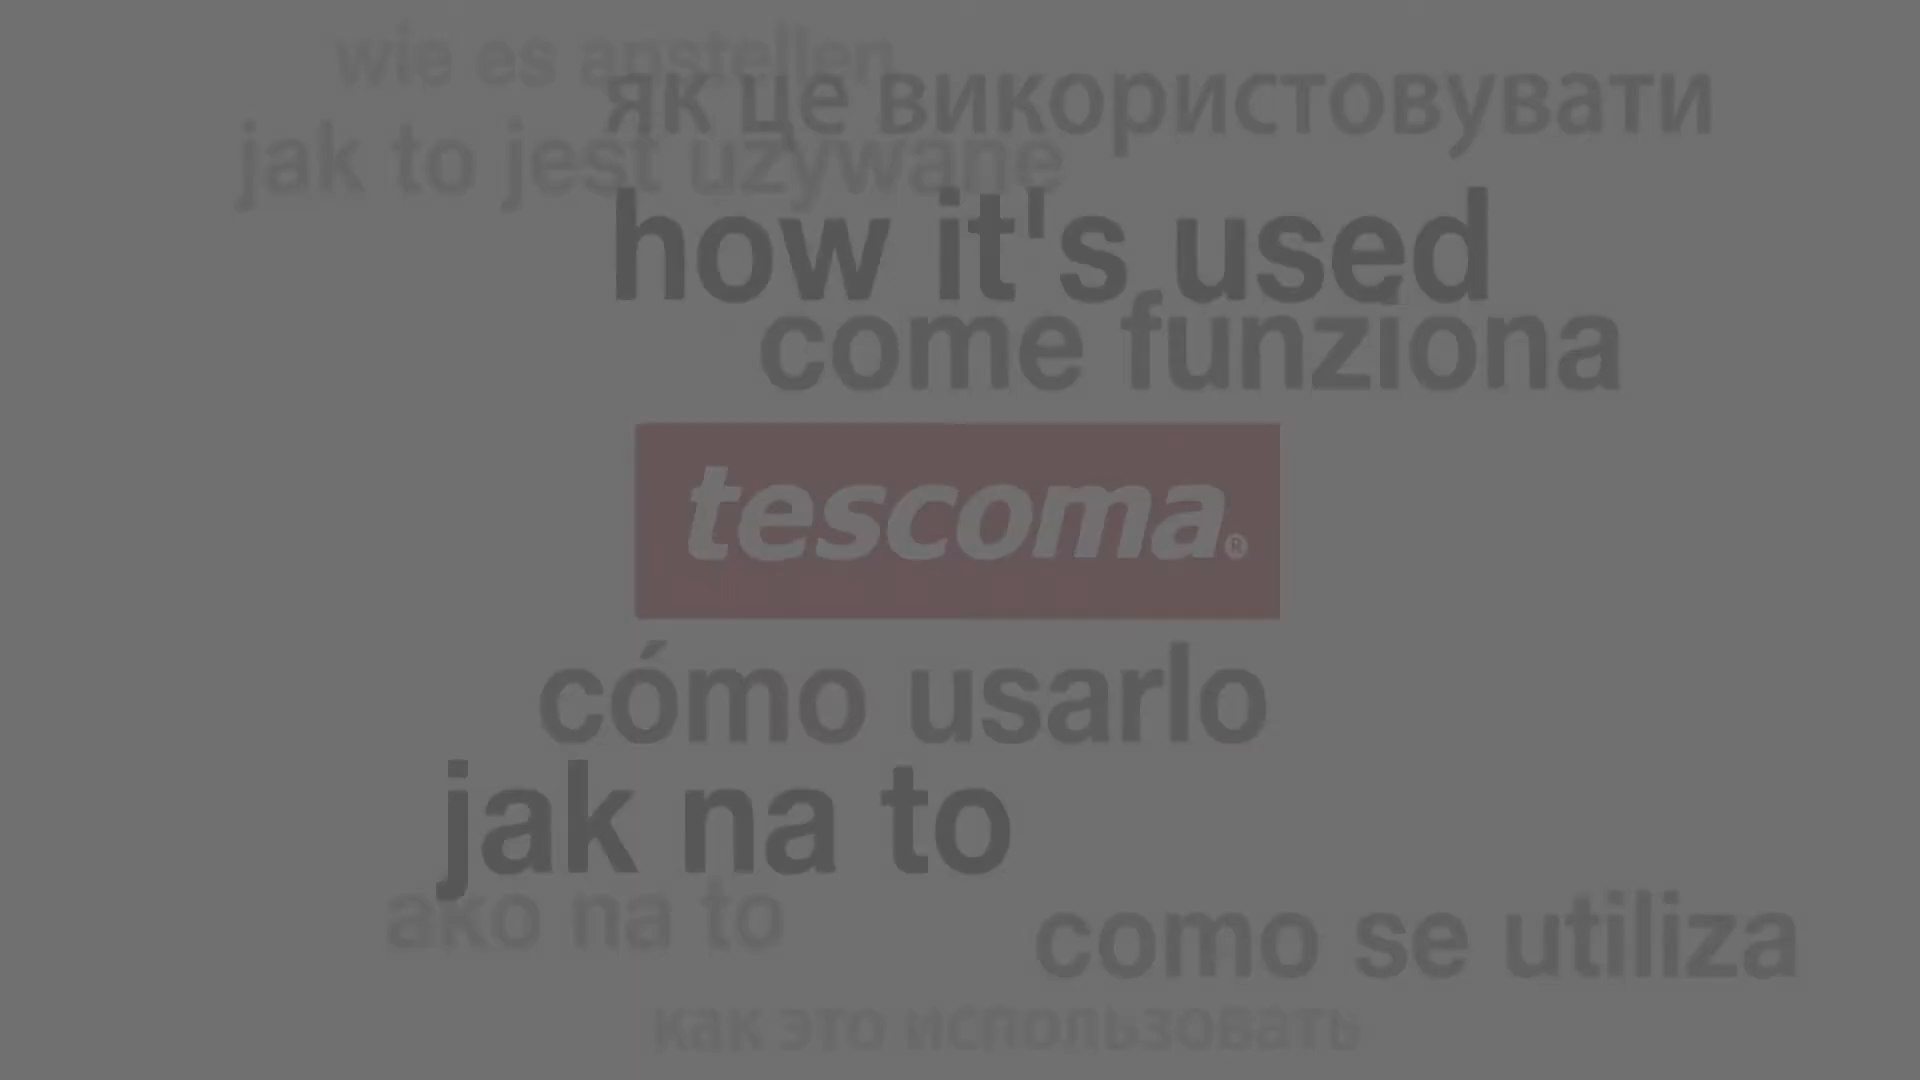 wie es anstellen
як це використовувати
jak to jest używane
how it's used
come funziona
tescoma®
cómo usarlo
jak na to
ako na to
como se utiliza
как это использовать